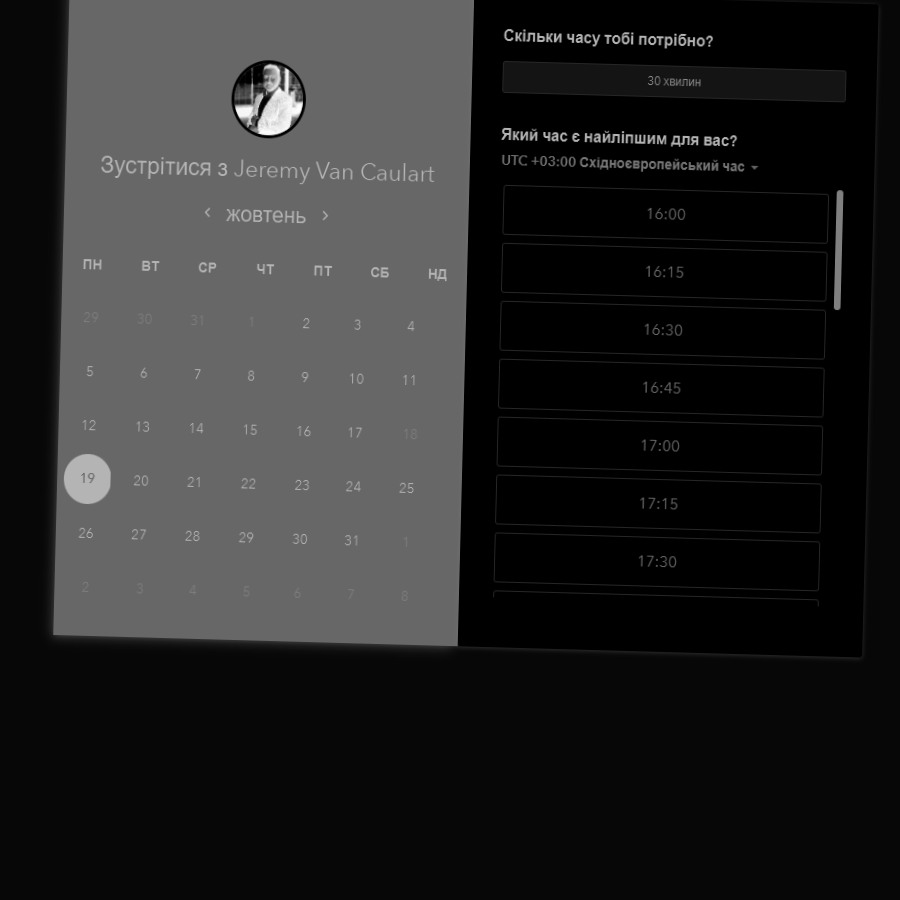 Зустрітися з Jeremy Van Caulart
‹ жовтень ›
ПН ВТ СР ЧТ ПТ СБ НД
29 30 31 1 2 3 4
5 6 7 8 9 10 11
12 13 14 15 16 17 18
19 20 21 22 23 24 25
26 27 28 29 30 31 1
2 3 4 5 6 7 8
Скільки часу тобі потрібно?
30 хвилин
Який час є найліпшим для вас?
UTC +03:00 Східноєвропейський час
16:00
16:15
16:30
16:45
17:00
17:15
17:30